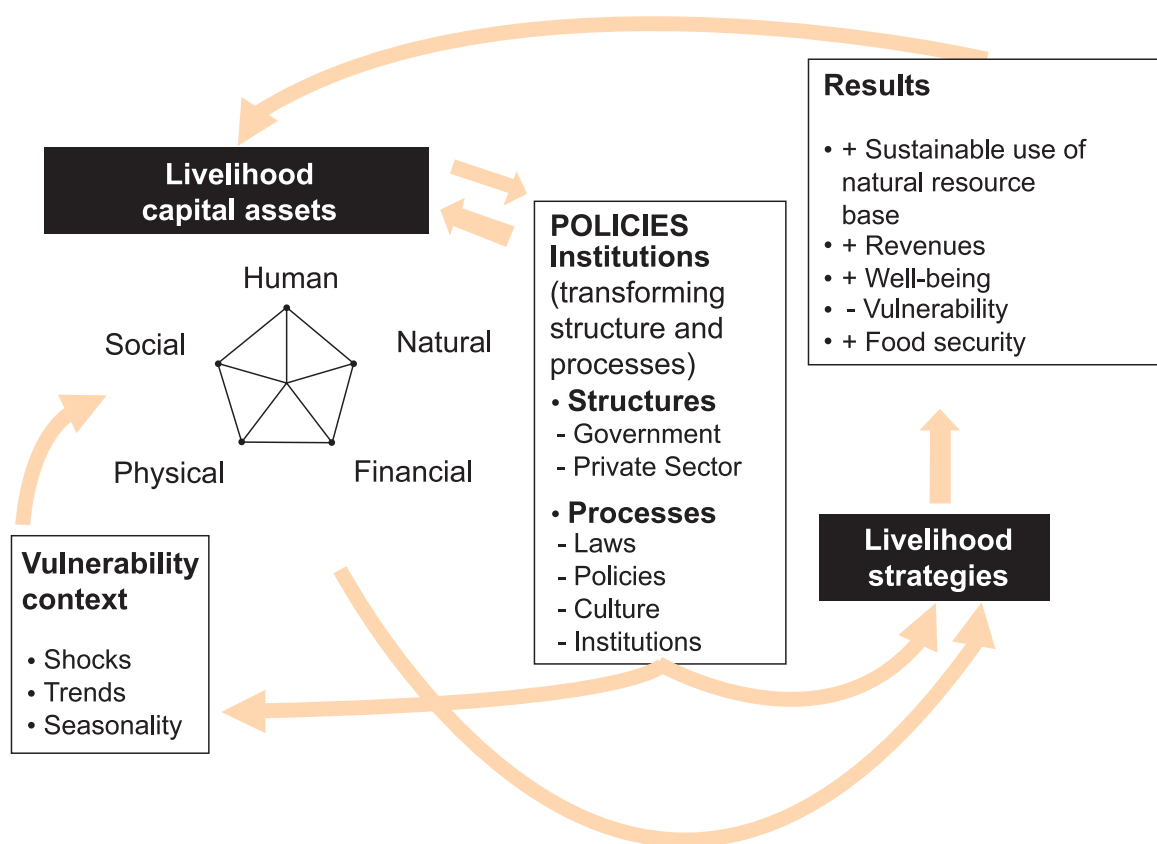 Livelihood
capital assets
Human
Social
Natural
Physical
Financial
Vulnerability
context
• Shocks
• Trends
• Seasonality
POLICIES
Institutions
(transforming
structure and
processes)
• Structures
- Government
- Private Sector
• Processes
- Laws
- Policies
- Culture
- Institutions
Results
• + Sustainable use of
natural resource
base
• + Revenues
• + Well-being
• - Vulnerability
• + Food security
Livelihood
strategies